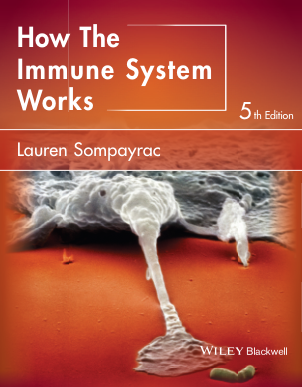 How The
Immune System
Works
5th Edition
Lauren Sompayrac
WILEY Blackwell